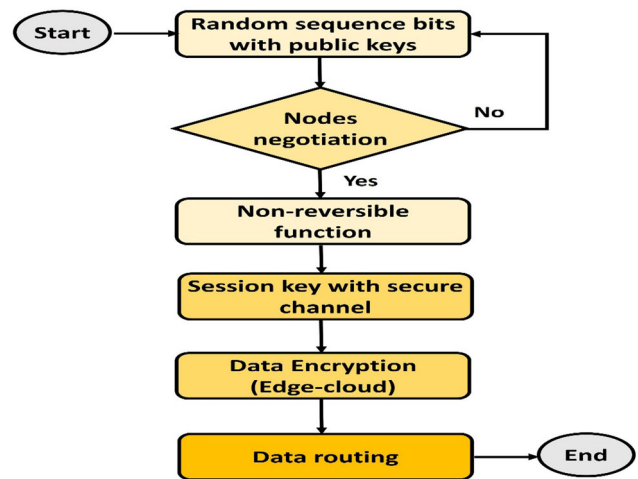 Start
Random sequence bits
with public keys
No
Nodes
negotiation
Yes
Non-reversible
function
Session key with secure
channel
Data Encryption
(Edge-cloud)
Data routing
End